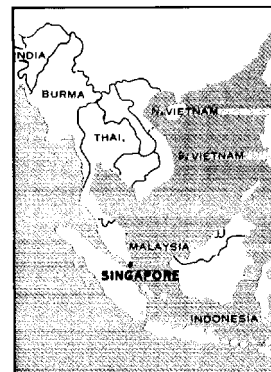 INDIA
BURMA
N. VIETNAM
THAI.
S. VIETNAM
MALAYSIA
SINGAPORE
INDONESIA